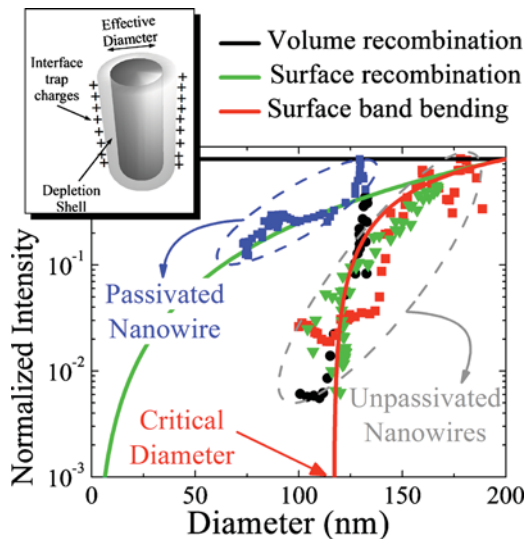 Effective
Diameter
Interface
trap
charges
Depletion
Shell
Volume recombination
Surface recombination
Surface band bending
Normalized Intensity
10-1
10-2
10-3
Passivated
Nanowire
Critical
Diameter
Unpassivated
Nanowires
0
50
100
150
200
Diameter (nm)